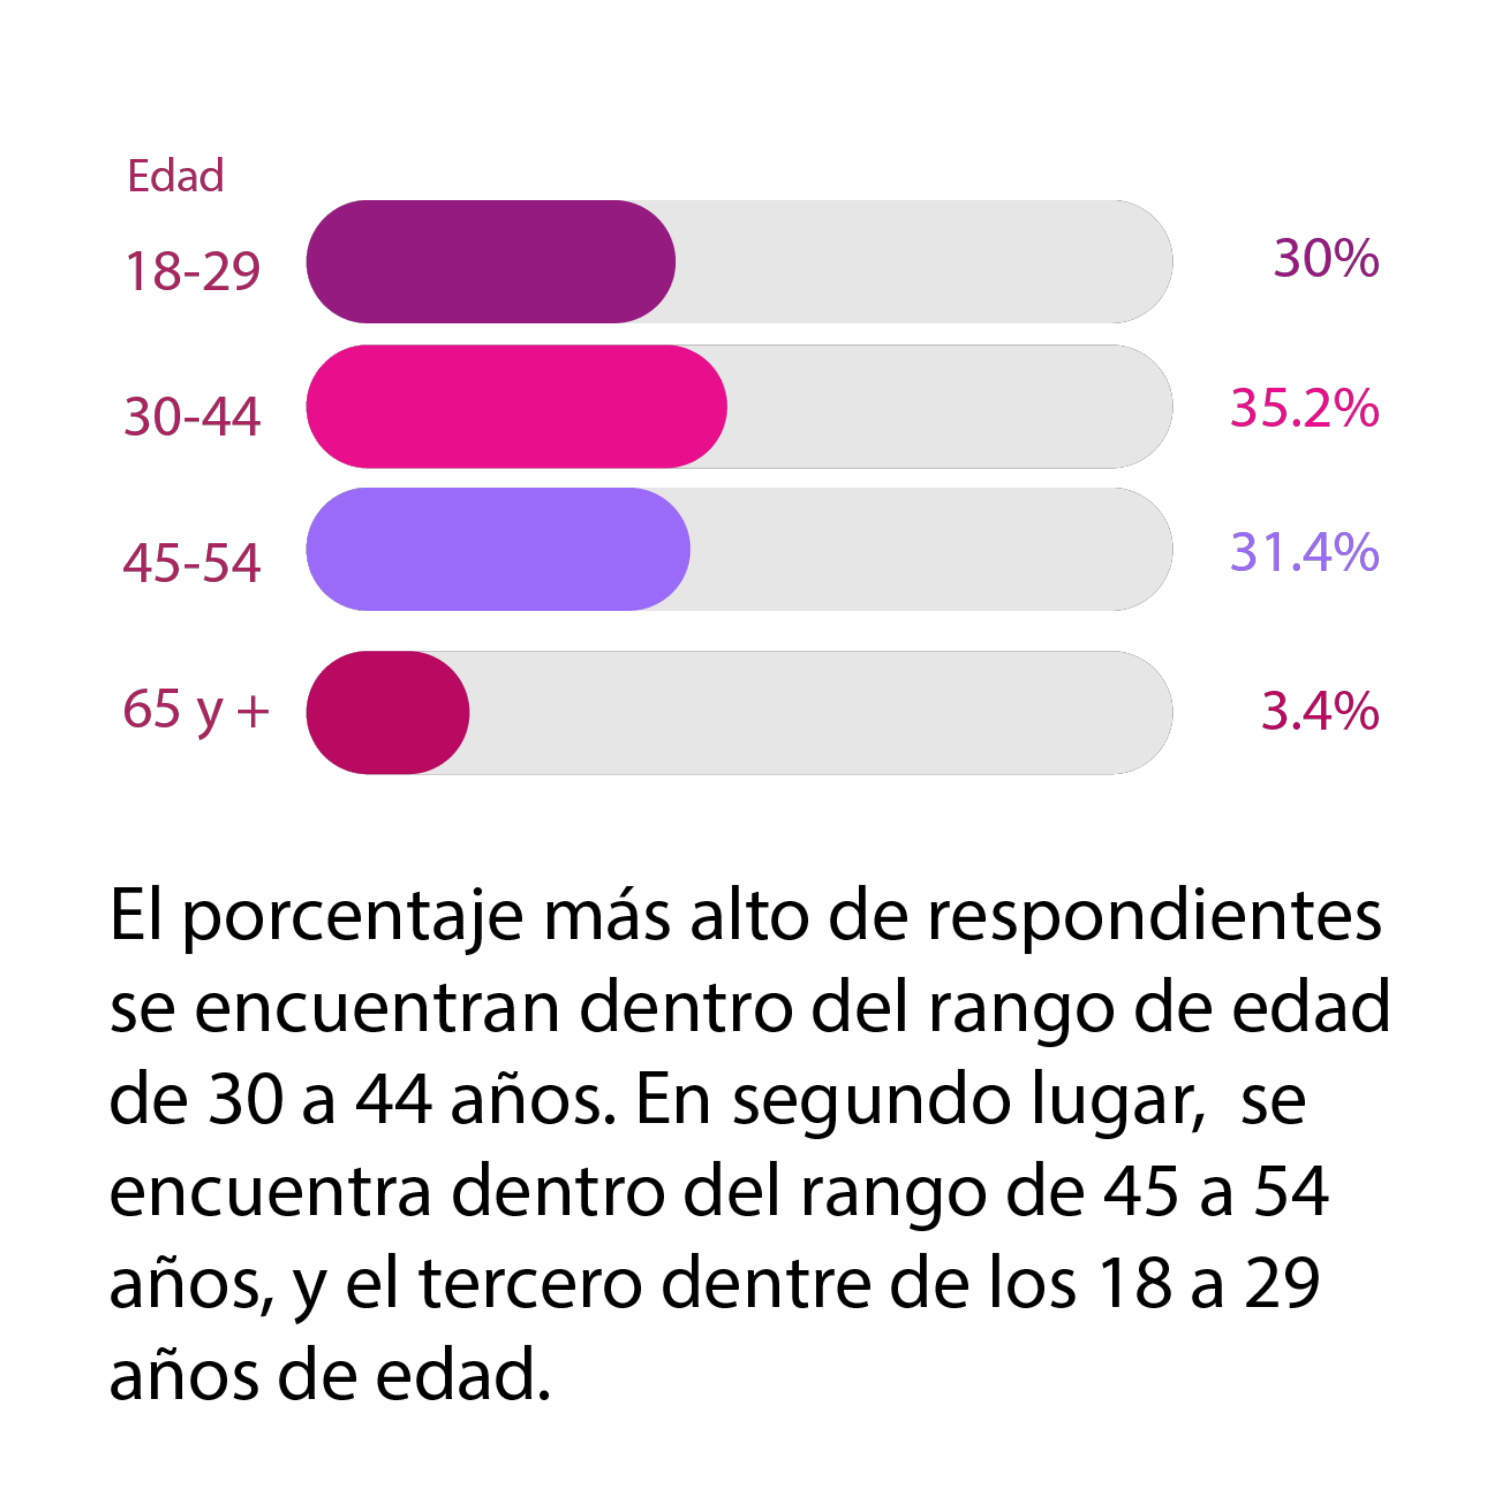 Edad
18-29 30%
30-44 35.2%
45-54 31.4%
65 y + 3.4%
El porcentaje más alto de respondientes
se encuentran dentro del rango de edad
de 30 a 44 años. En segundo lugar,  se
encuentra dentro del rango de 45 a 54
años, y el tercero dentre de los 18 a 29
años de edad.